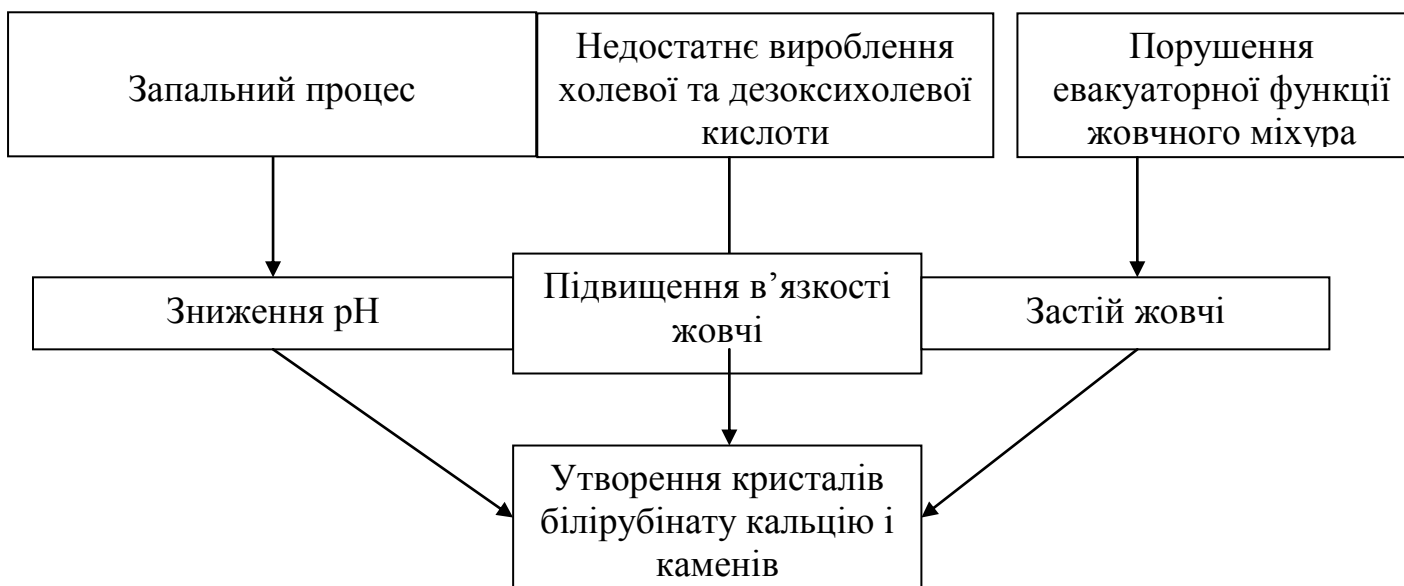 Запальний процес
Недостатнє вироблення
холевої та дезоксихолевої
кислоти
Порушення
евакуаторної функції
жовчного міхура
Зниження рН
Підвищення в’язкості
жовчі
Застій жовчі
Утворення кристалів
білірубінату кальцію і
каменів